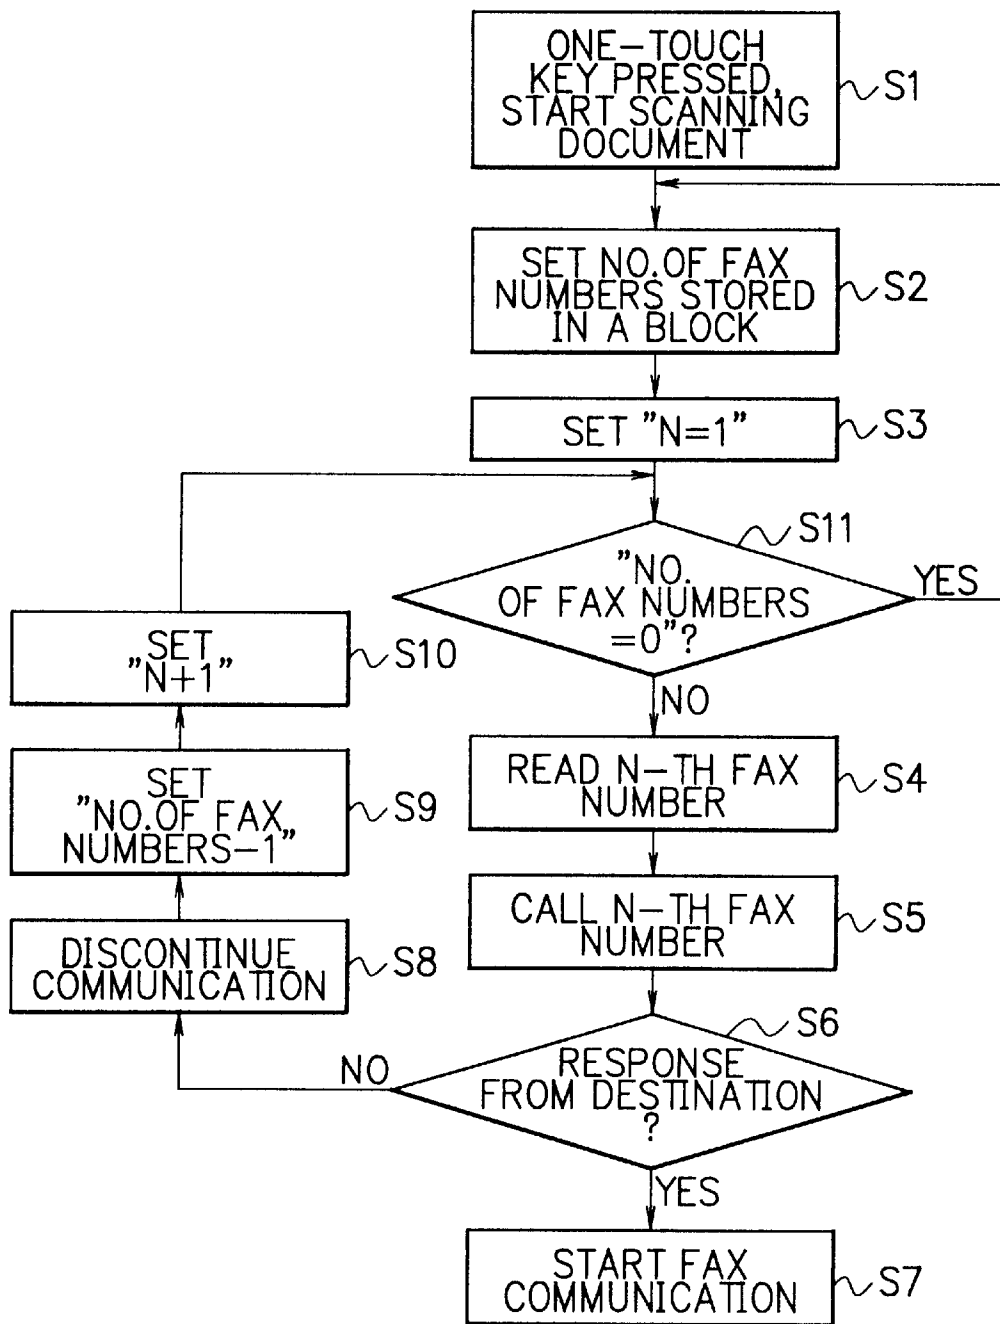 ONE-TOUCH
KEY PRESSED,
START SCANNING
DOCUMENT
S1
SET NO.OF FAX
NUMBERS STORED
IN A BLOCK
S2
SET "N=1"
S3
S11
"NO.
OF FAX NUMBERS
=0"?
YES
NO
SET
"N+1"
S10
READ N-TH FAX
NUMBER
S4
SET
"NO.OF FAX
NUMBERS-1"
S9
CALL N-TH FAX
NUMBER
S5
DISCONTINUE
COMMUNICATION
S8
S6
RESPONSE
FROM DESTINATION
?
NO
YES
START FAX
COMMUNICATION
S7